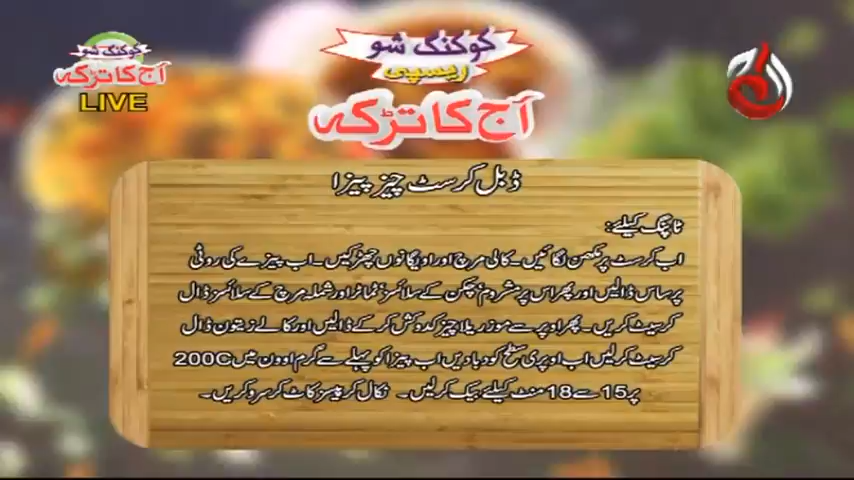 کوکنگ شو
آج کا تڑکہ
LIVE
کوکنگ شو
ریسپی
آج کا تڑکہ
آج
ڈبل کرسٹ چیز پیزا
ٹاپنگ کیلئے:
اب کرسٹ پر مکھن لگائیں۔ کالی مرچ اور اویگانوں چھڑکیں۔ اب پیزے کی روٹی
پر ساس ڈالیں اور پھر اس پر مشروم، چکن کے سلائسز، ٹماٹر اور شملہ مرچ کے سلائسز ڈال
کر سیٹ کریں۔ پھر اوپر سے موزریلا چیز کدوکش کر کے ڈالیں اور کالے زیتون ڈال
کر سیٹ کرلیں اب اوپری سطح کو دبا دیں اب پیزا کو پہلے سے گرم اوون میں 200C
پر 15 سے 18 منٹ کیلئے بیک کرلیں۔ نکال کر پیسز کاٹ کر سرو کریں۔